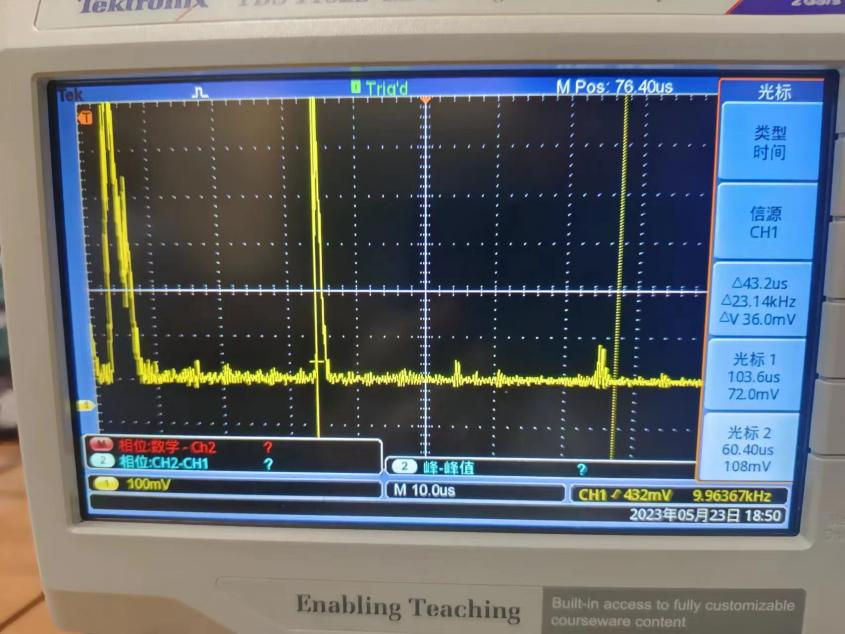 Tektronix
Tek
Trig'd
M Pos: 76.40us
光标
T
类型
时间
信源
CH1
△43.2us
△23.14kHz
△V 36.0mV
光标 1
103.6us
72.0mV
光标 2
60.40us
108mV
1
M 相位:数学 - Ch2 ?
2 相位:CH2-CH1 ?
2 峰-峰值 ?
1 100mV
M 10.0us
CH1 432mV 9.96367kHz
2023年05月23日 18:50
Enabling Teaching
Built-in access to fully customizable
courseware content